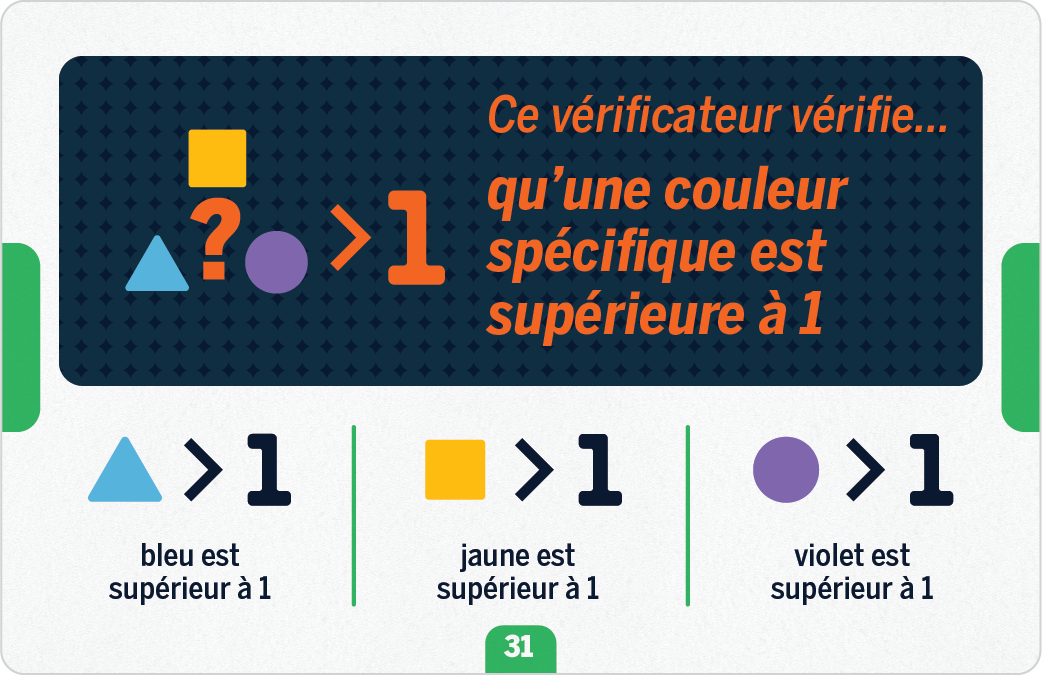 Ce vérificateur vérifie...
qu'une couleur
spécifique est
supérieure à 1
? > 1
> 1
> 1
> 1
bleu est
supérieur à 1
jaune est
supérieur à 1
violet est
supérieur à 1
31